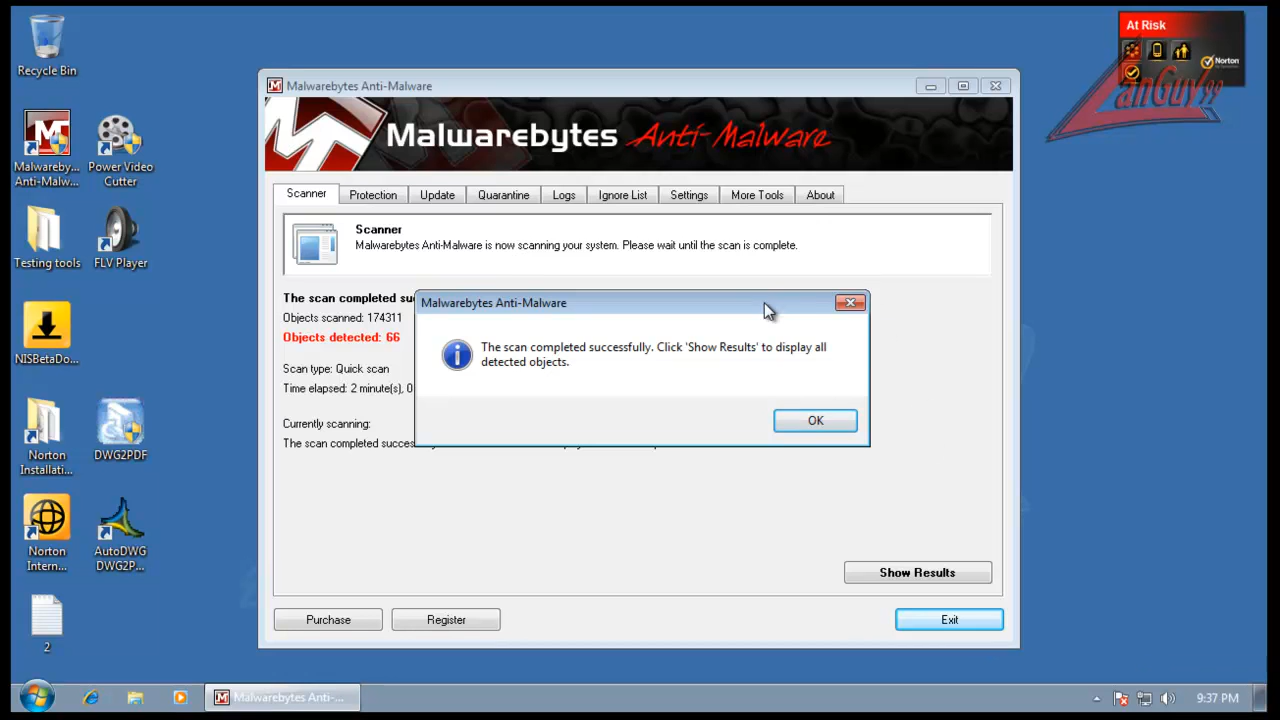 Recycle Bin
Malwareby...
Anti-Malw...
Power Video
Cutter
Testing tools
FLV Player
NISBetaDo...
Norton
Installati...
DWG2PDF
Norton
Intern...
AutoDWG
DWG2P...
2
At Risk
Norton
by Symantec
anGuy99
Malwarebytes Anti-Malware
Malwarebytes Anti-Malware
Scanner
Protection
Update
Quarantine
Logs
Ignore List
Settings
More Tools
About
Scanner
Malwarebytes Anti-Malware is now scanning your system. Please wait until the scan is complete.
The scan completed su
Objects scanned: 174311
Objects detected: 66
Scan type: Quick scan
Time elapsed: 2 minute(s), 0
Currently scanning:
The scan completed succes
Malwarebytes Anti-Malware
The scan completed successfully. Click 'Show Results' to display all
detected objects.
OK
Show Results
Purchase
Register
Exit
Malwarebytes Anti-...
9:37 PM